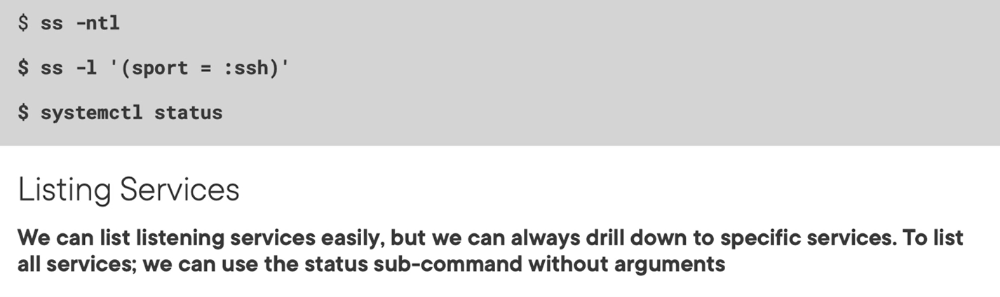 $ ss -ntl
$ ss -l '(sport = :ssh)'
$ systemctl status
Listing Services
We can list listening services easily, but we can always drill down to specific services. To list
all services; we can use the status sub-command without arguments